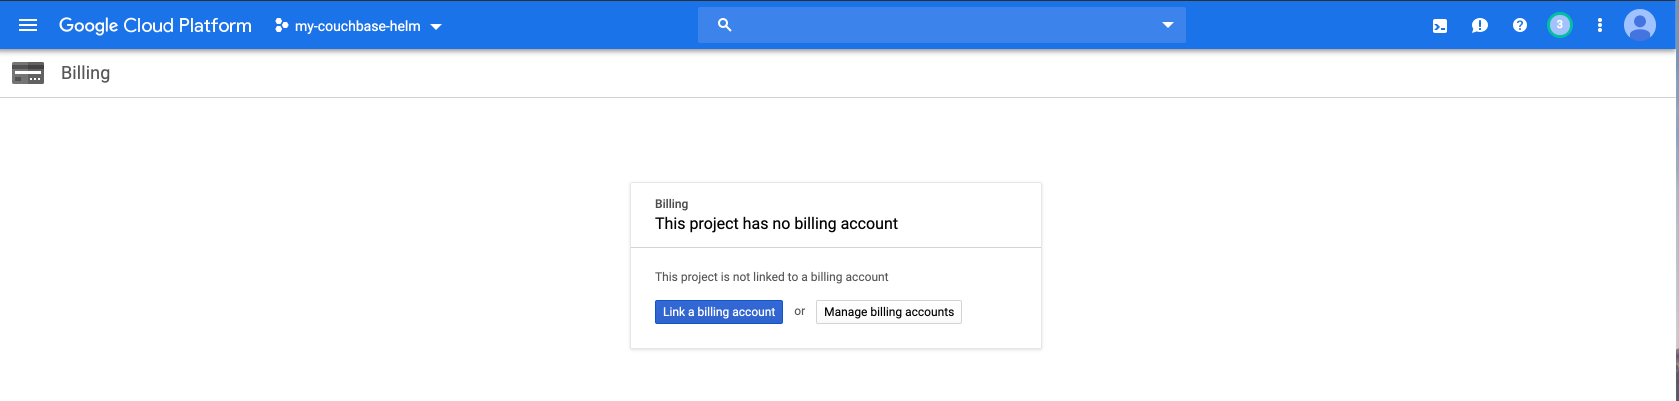 Google Cloud Platform
my-couchbase-helm
3
Billing
Billing
This project has no billing account
This project is not linked to a billing account
Link a billing account or Manage billing accounts